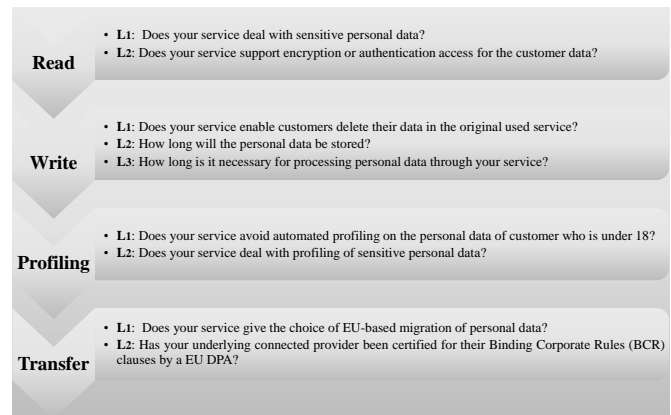 Read
• L1: Does your service deal with sensitive personal data?
• L2: Does your service support encryption or authentication access for the customer data?
Write
• L1: Does your service enable customers delete their data in the original used service?
• L2: How long will the personal data be stored?
• L3: How long is it necessary for processing personal data through your service?
Profiling
• L1: Does your service avoid automated profiling on the personal data of customer who is under 18?
• L2: Does your service deal with profiling of sensitive personal data?
Transfer
• L1: Does your service give the choice of EU-based migration of personal data?
• L2: Has your underlying connected provider been certified for their Binding Corporate Rules (BCR)
clauses by a EU DPA?